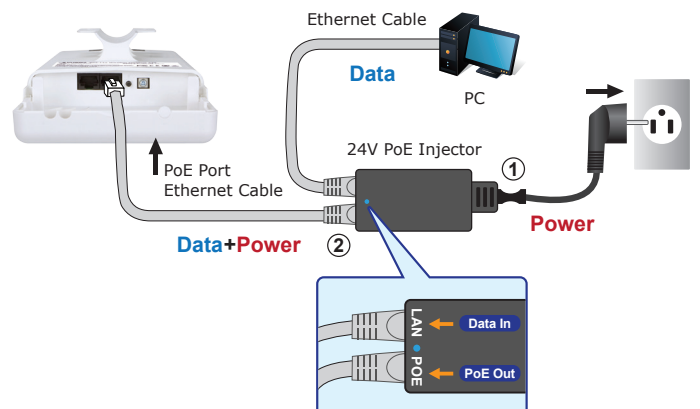 Ethernet Cable
Data
PC
24V PoE Injector
①
PoE Port
Ethernet Cable
Power
Data+Power
②
LAN
Data In
POE
PoE Out